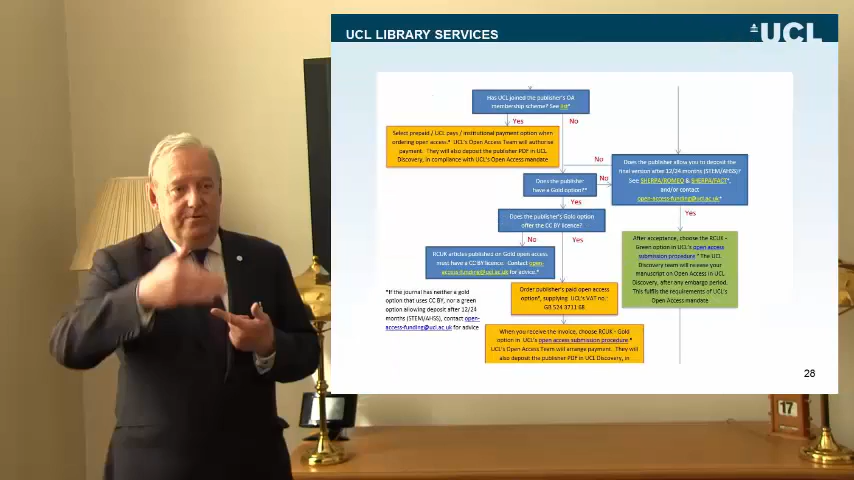 UCL LIBRARY SERVICES
UCL
Has UCL joined the publisher's OA
membership scheme? See list*
Yes
No
Select prepaid / UCL pays / institutional payment option when
ordering open access.* UCL's Open Access Team will authorise
payment. They will also deposit the publisher PDF in UCL
Discovery, in compliance with UCL's Open Access mandate
No
Does the publisher allow you to deposit the
final version after 12/24 months (STEM/AHSS)?
See SHERPA/ROMEO & SHERPA/FACT*,
and/or contact
open-access-funding@ucl.ac.uk*
Does the publisher
have a Gold option?*
No
Yes
Yes
Does the publisher's Gold option
offer the CC BY licence?
No
Yes
RCUK articles published on Gold open access
must have a CC BY licence. Contact open-
access-funding@ucl.ac.uk for advice.*
After acceptance, choose the RCUK -
Green option in UCL's open access
submission procedure.* The UCL
Discovery team will release your
manuscript on Open Access in UCL
Discovery, after any embargo period.
This fulfils the requirements of UCL's
Open Access mandate
*If the journal has neither a gold
option that uses CC BY, nor a green
option allowing deposit after 12/24
months (STEM/AHSS), contact open-
access-funding@ucl.ac.uk for advice
Order publisher's paid open access
option*, supplying UCL's VAT no.:
GB 524 3711 68
When you receive the invoice, choose RCUK - Gold
option in UCL's open access submission procedure.*
UCL's Open Access Team will arrange payment. They will
also deposit the publisher PDF in UCL Discovery, in
28
17